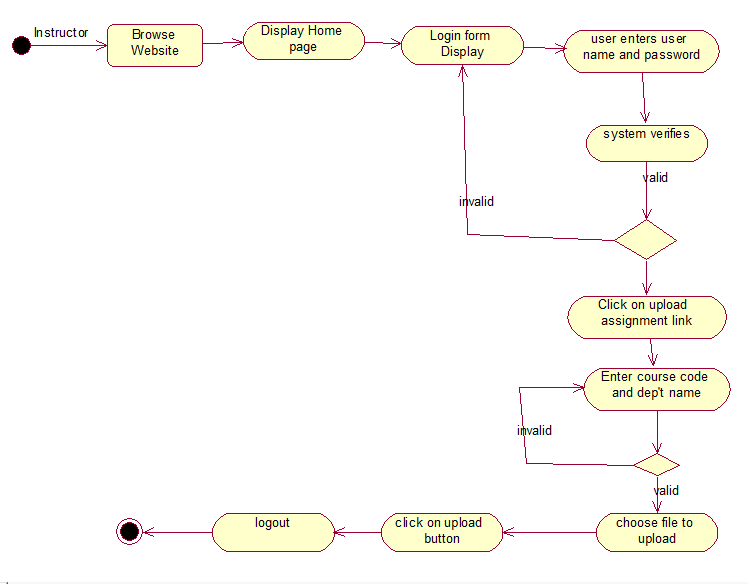 Instructor
Browse
Website
Display Home
page
Login form
Display
user enters user
name and password
system verifies
valid
invalid
Click on upload
assignment link
Enter course code
and dep't name
invalid
valid
choose file to
upload
click on upload
button
logout